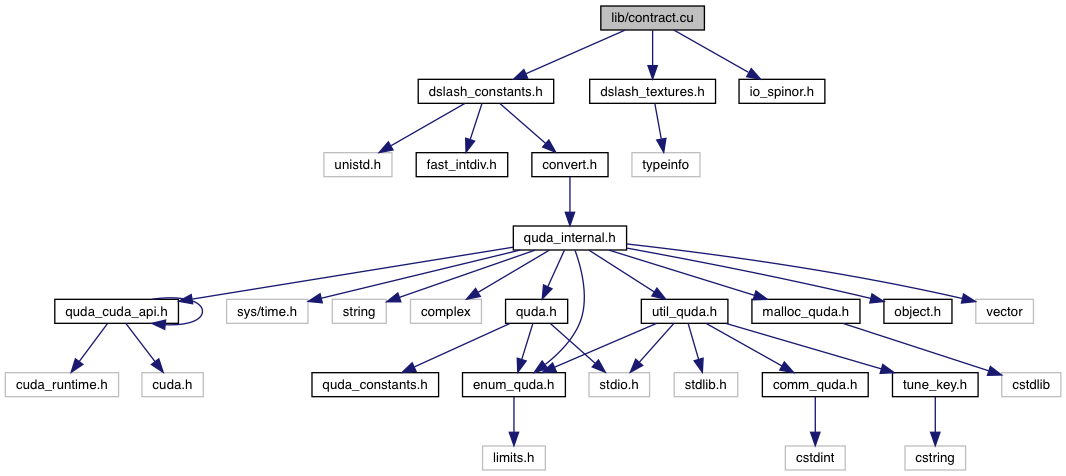 lib/contract.cu
dslash_constants.h
dslash_textures.h
io_spinor.h
unistd.h
fast_intdiv.h
convert.h
typeinfo
quda_internal.h
quda_cuda_api.h
sys/time.h
string
complex
quda.h
util_quda.h
malloc_quda.h
object.h
vector
cuda_runtime.h
cuda.h
quda_constants.h
enum_quda.h
stdio.h
stdlib.h
comm_quda.h
tune_key.h
cstdlib
limits.h
cstdint
cstring